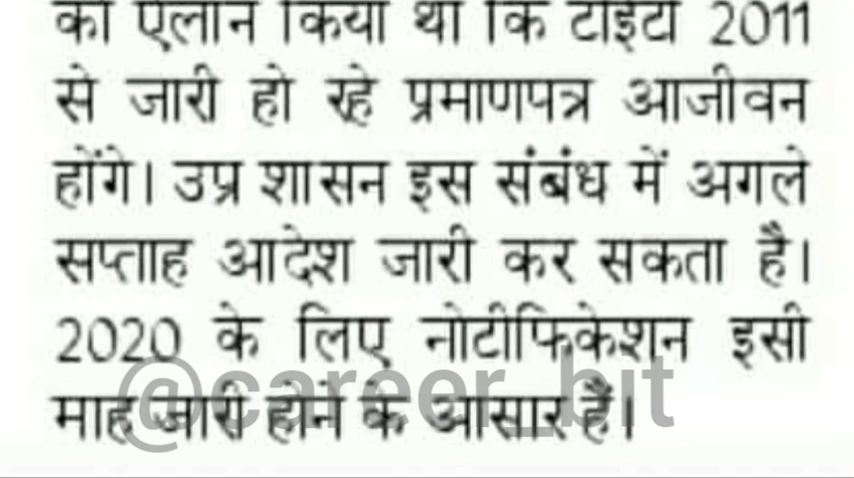 को ऐलान किया था कि टीईटी 2011
से जारी हो रहे प्रमाणपत्र आजीवन
होंगे। उप्र शासन इस संबंध में अगले
सप्ताह आदेश जारी कर सकता है।
2020 के लिए नोटीफिकेशन इसी
माह जारी होने के आसार हैं।
@career_bit